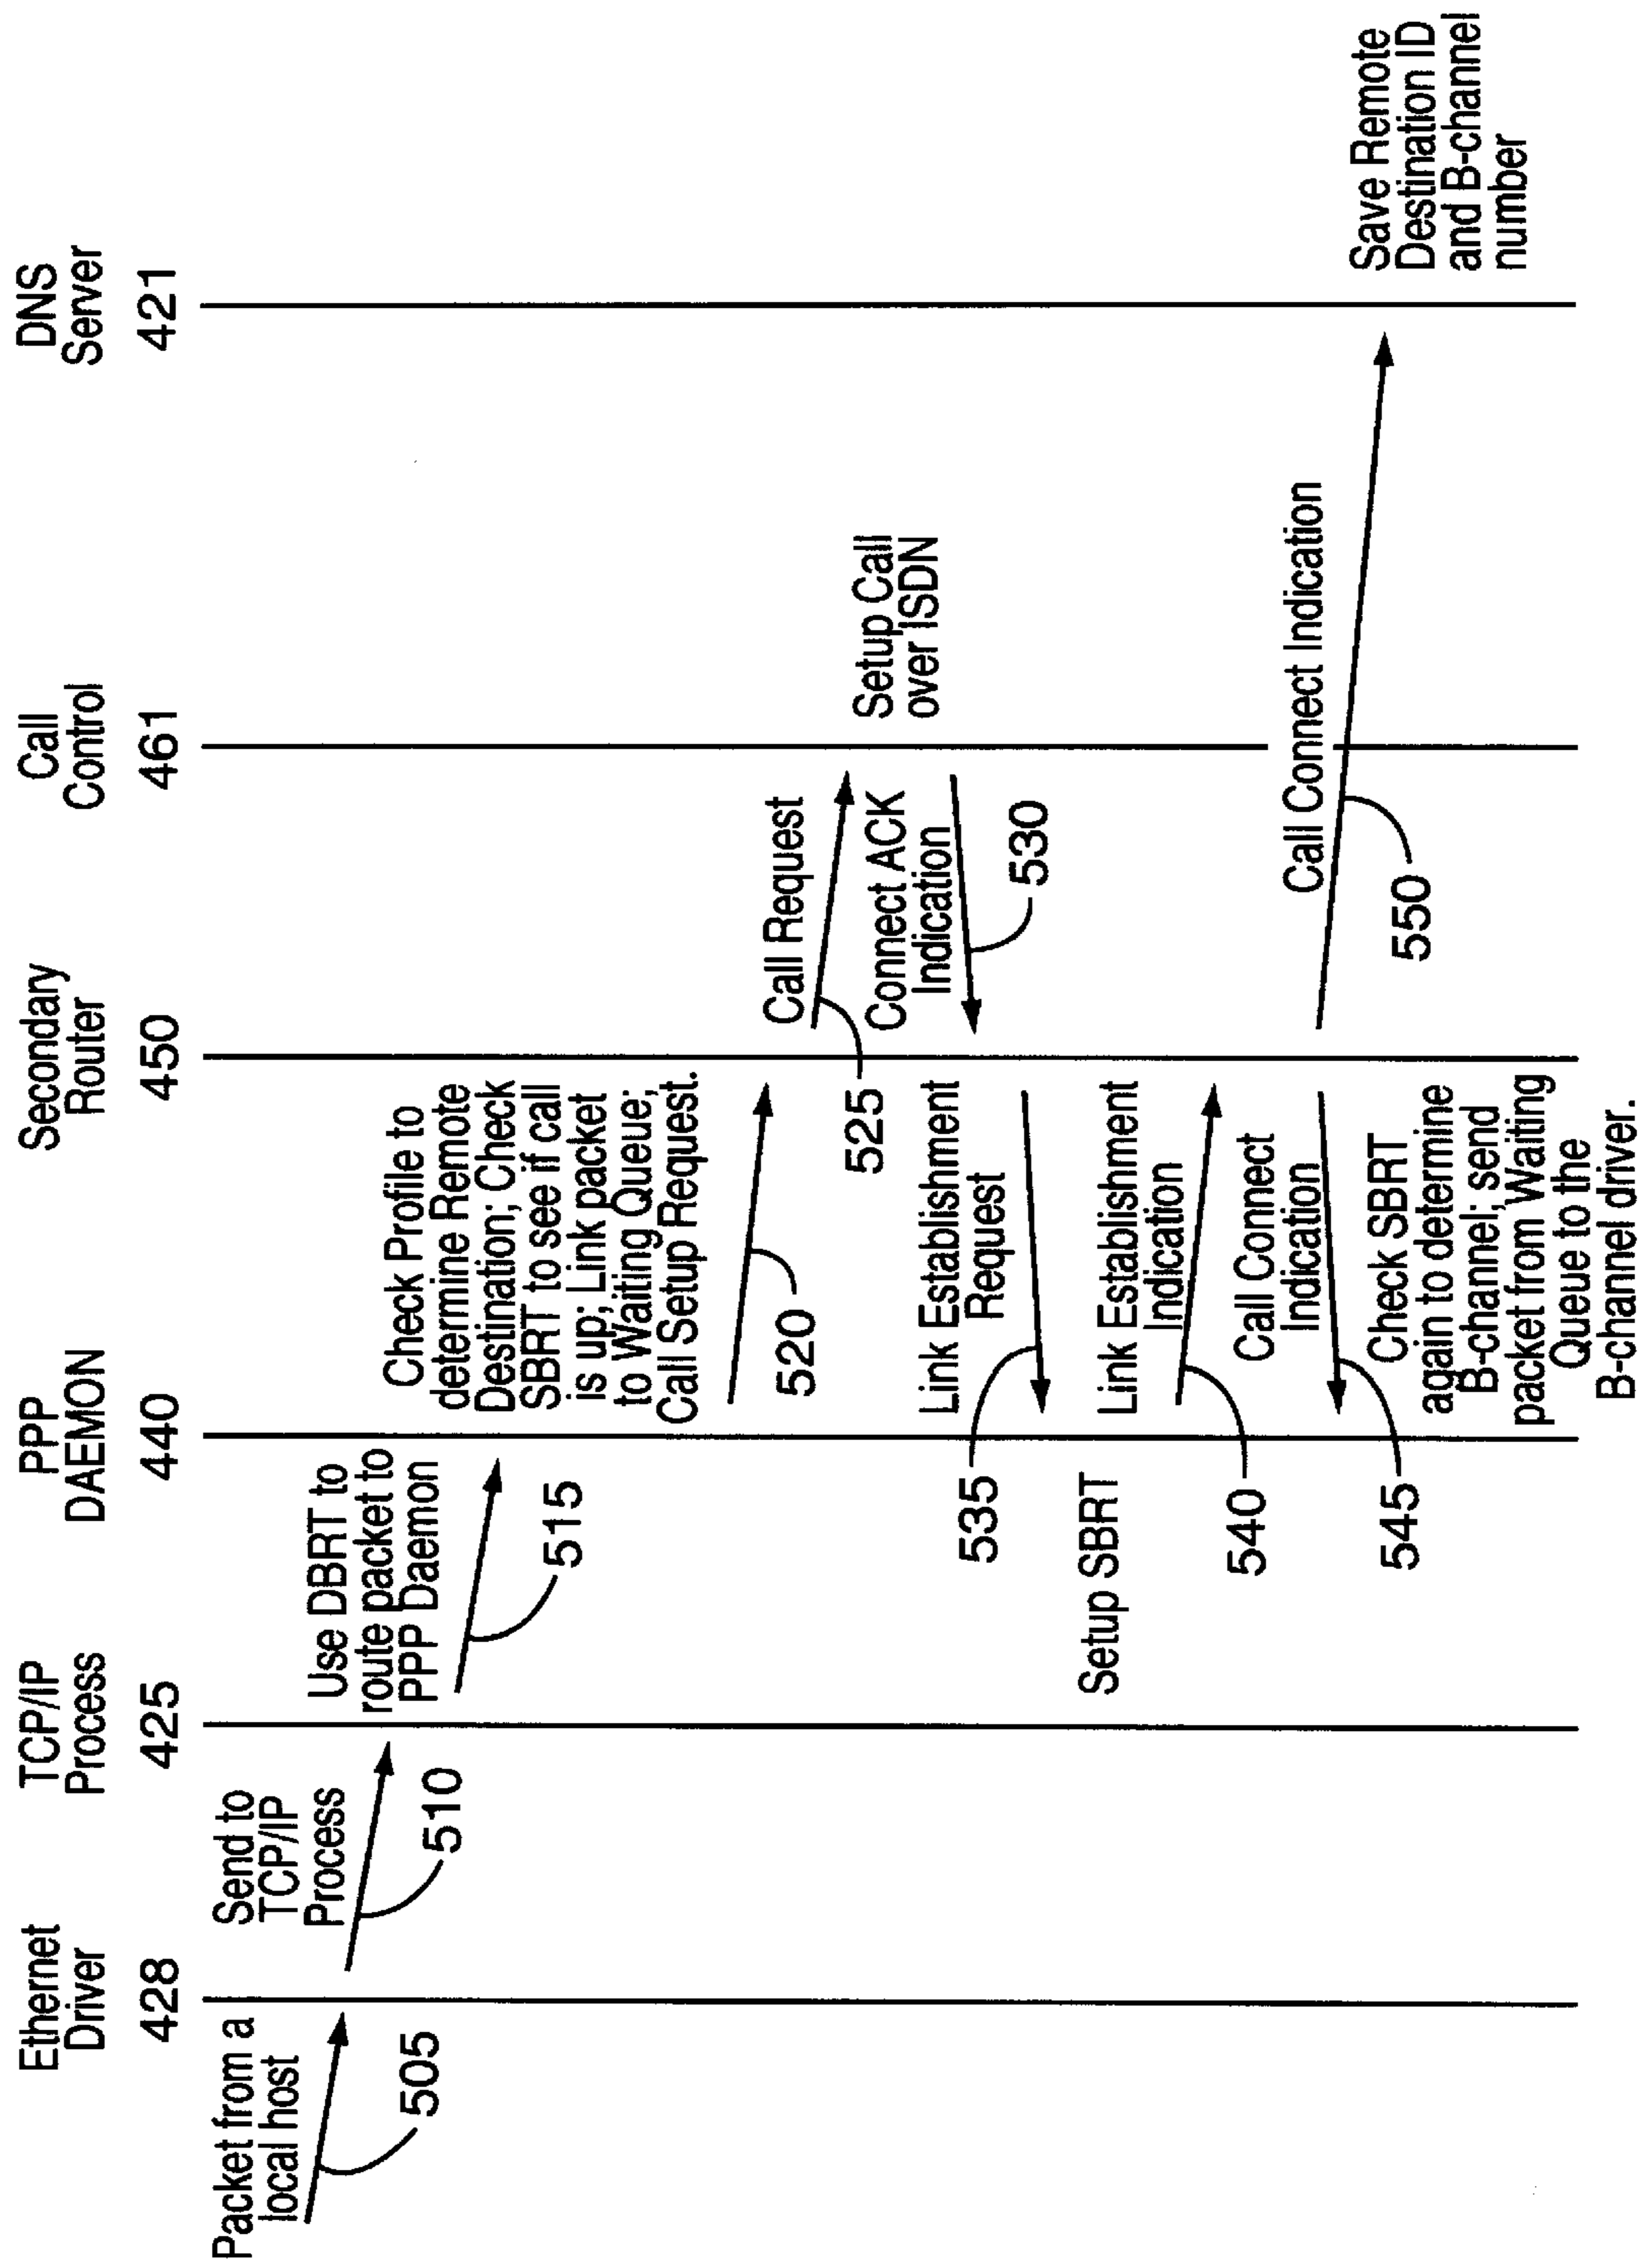 Ethernet
Driver
428
TCP/IP
Process
425
PPP
DAEMON
440
Secondary
Router
450
Call
Control
461
DNS
Server
421
Packet from a
local host
505
Send to
TCP/IP
Process
510
Use DBRT to
route packet to
PPP Daemon
515
Check Profile to
determine Remote
Destination; Check
SBRT to see if call
is up; Link packet
to Waiting Queue;
Call Setup Request.
520
Call Request
525
Setup Call
over ISDN
Connect ACK
Indication
530
Link Establishment
Request
535
Setup SBRT
Link Establishment
Indication
540
Call Connect
Indication
545
Check SBRT
again to determine
B-channel; send
packet from Waiting
Queue to the
B-channel driver.
Call Connect Indication
550
Save Remote
Destination ID
and B-channel
number